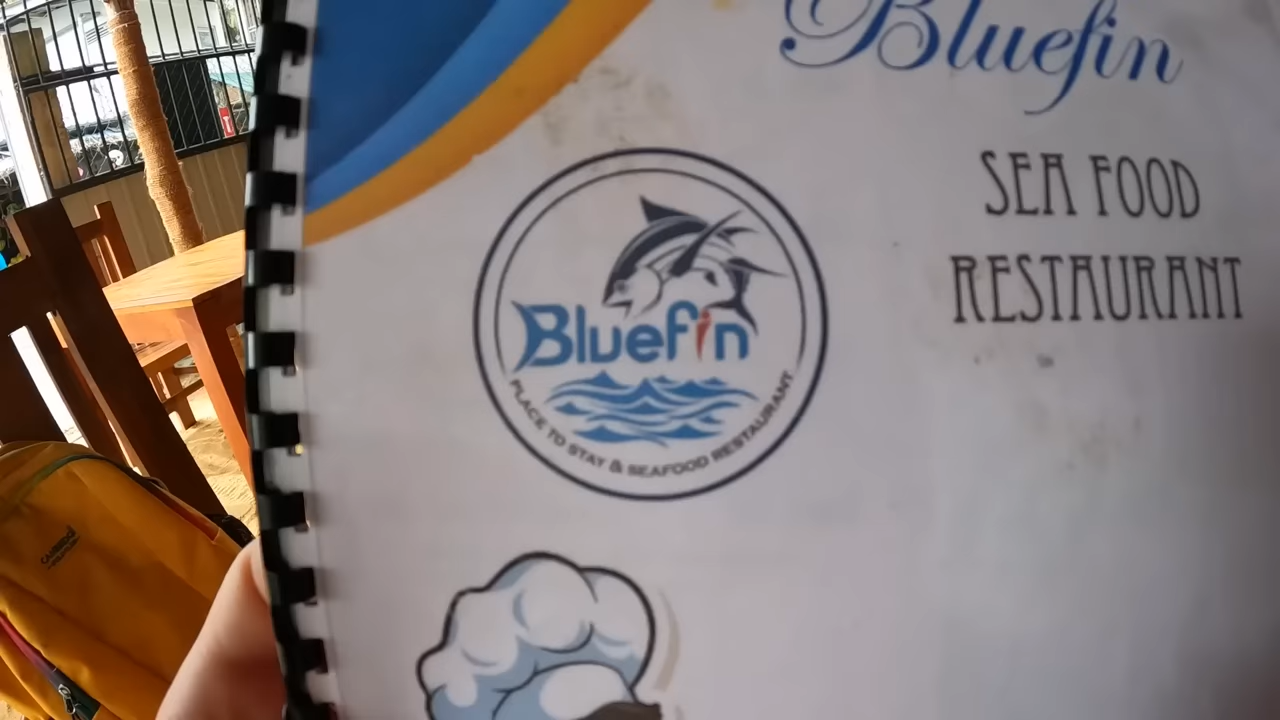 Bluefin
SEA FOOD
RESTAURANT
Bluefin
PLACE TO STAY & SEAFOOD RESTAURANT